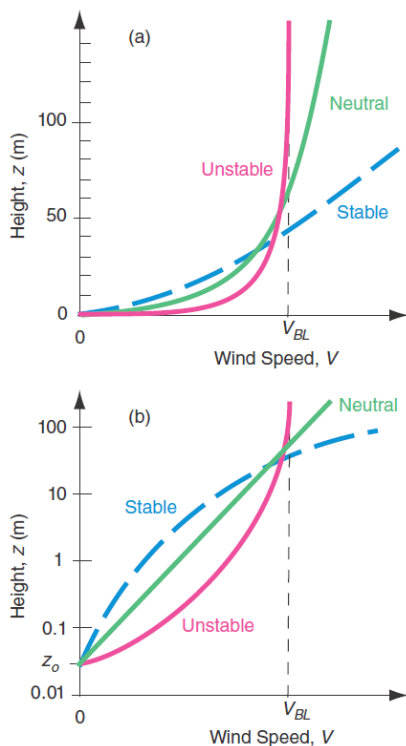 (a)
Height, z (m)
100
50
0
Neutral
Unstable
Stable
0
V_BL
Wind Speed, V
(b)
Height, z (m)
100
10
1
0.1
z_o
0.01
Neutral
Stable
Unstable
0
V_BL
Wind Speed, V